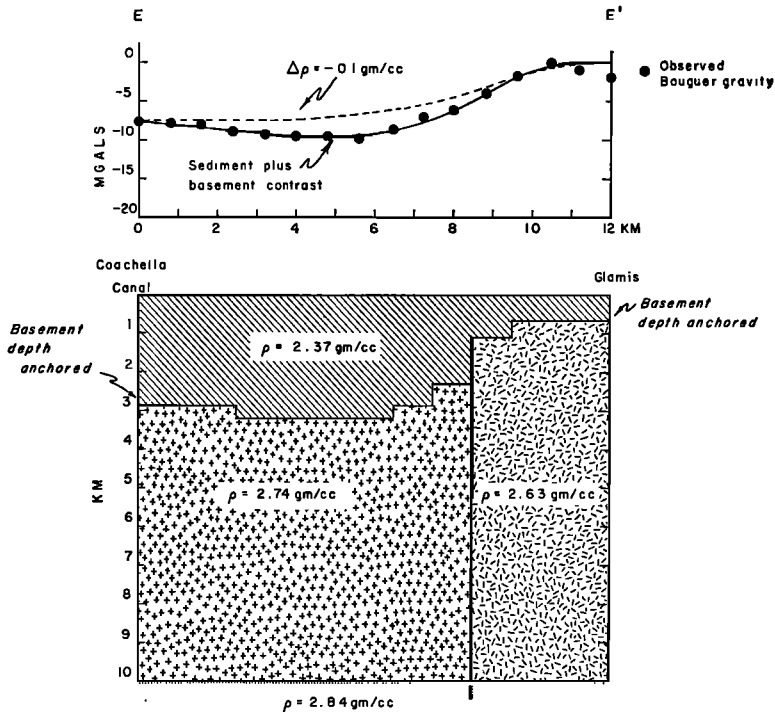 E E'
0
-5
-10
-15
-20
MGALS
Δρ = -0.1 gm/cc
Sediment plus
basement contrast
Observed
Bouguer gravity
0 2 4 6 8 10 12 KM
Coachella
Canal
Glamis
Basement
depth
anchored
Basement
depth anchored
1
2
3
4
5
6
7
8
9
10
KM
ρ = 2.37 gm/cc
ρ = 2.74 gm/cc
ρ = 2.63 gm/cc
ρ = 2.84 gm/cc